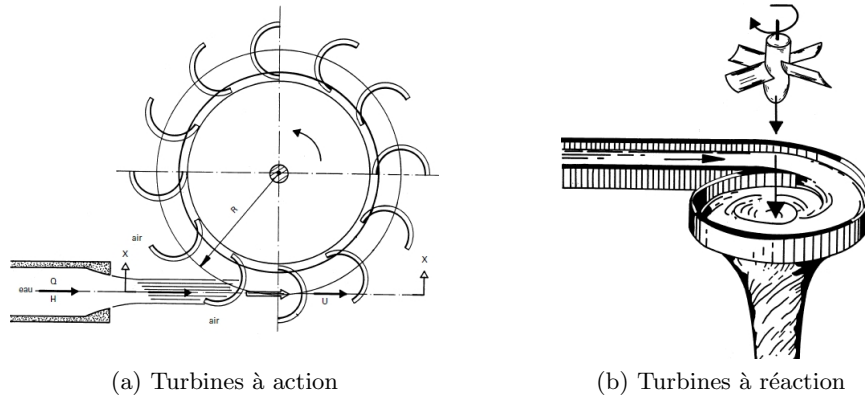 R
air
X
X
Q
eau
H
U
air
(a) Turbines à action
(b) Turbines à réaction